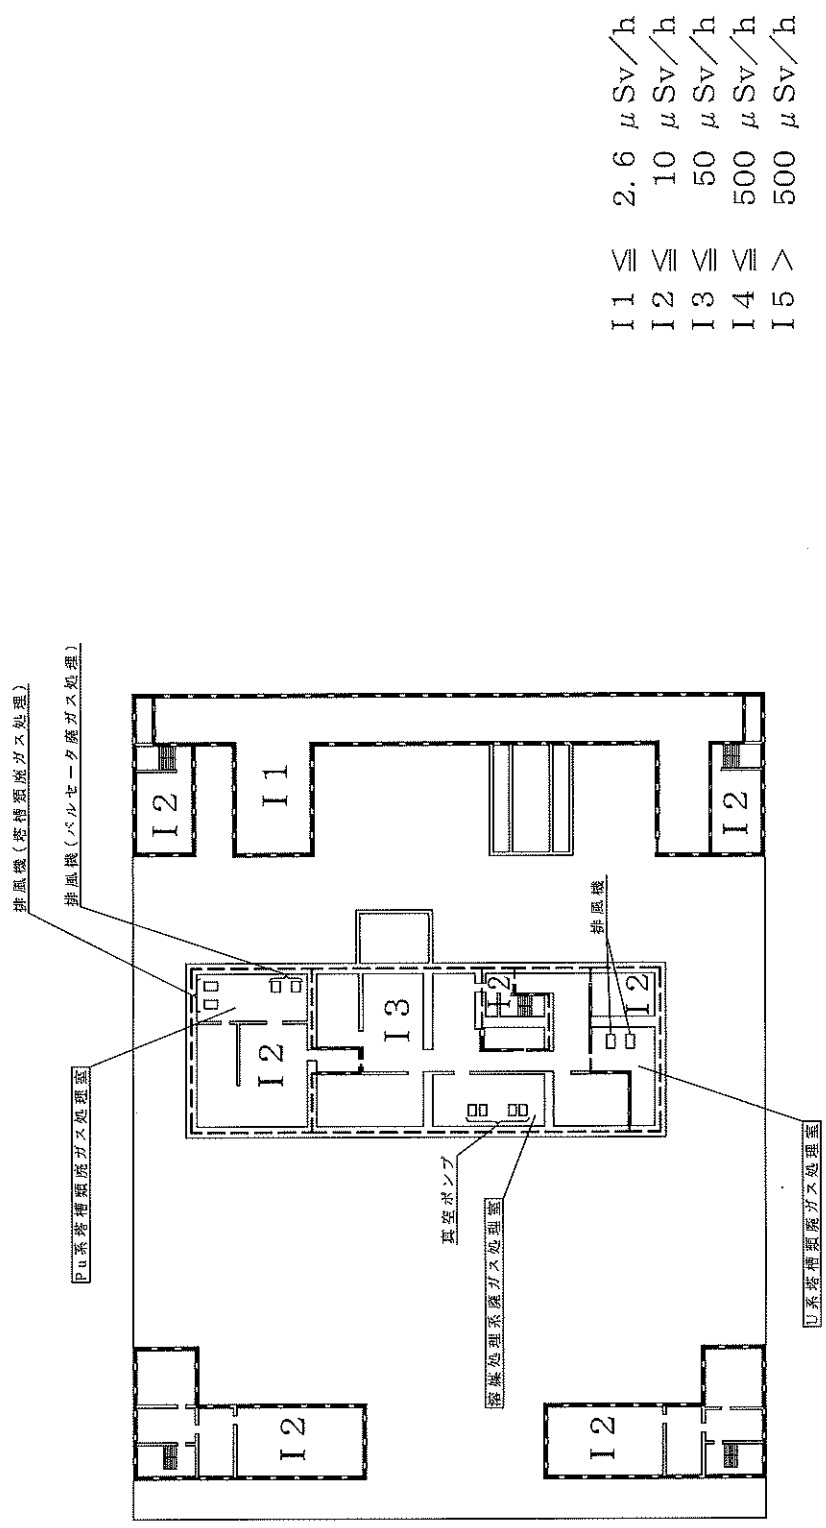 排風機(塔槽類廃ガス処理)
排風機(パルセータ廃ガス処理)
Pu系塔槽類廃ガス処理室
I2
I1
I2
I2
I3
I2
I2
排風機
真空ポンプ
溶媒処理系廃ガス処理室
U系塔槽類廃ガス処理室
I2
I2
I1 ≦ 2.6 μSv/h
I2 ≦ 10 μSv/h
I3 ≦ 50 μSv/h
I4 ≦ 500 μSv/h
I5 > 500 μSv/h